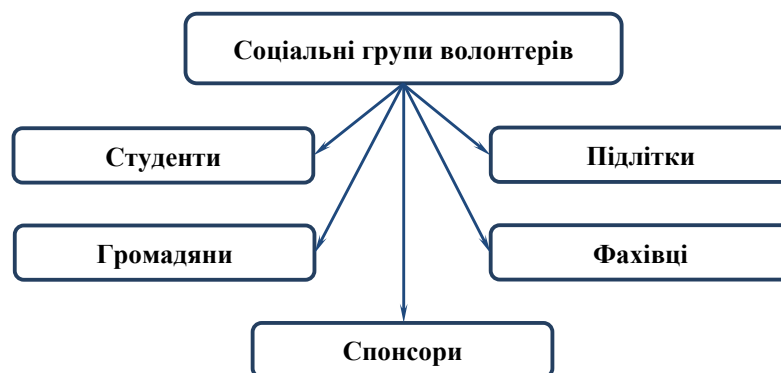 Соціальні групи волонтерів
Студенти
Підлітки
Громадяни
Фахівці
Спонсори